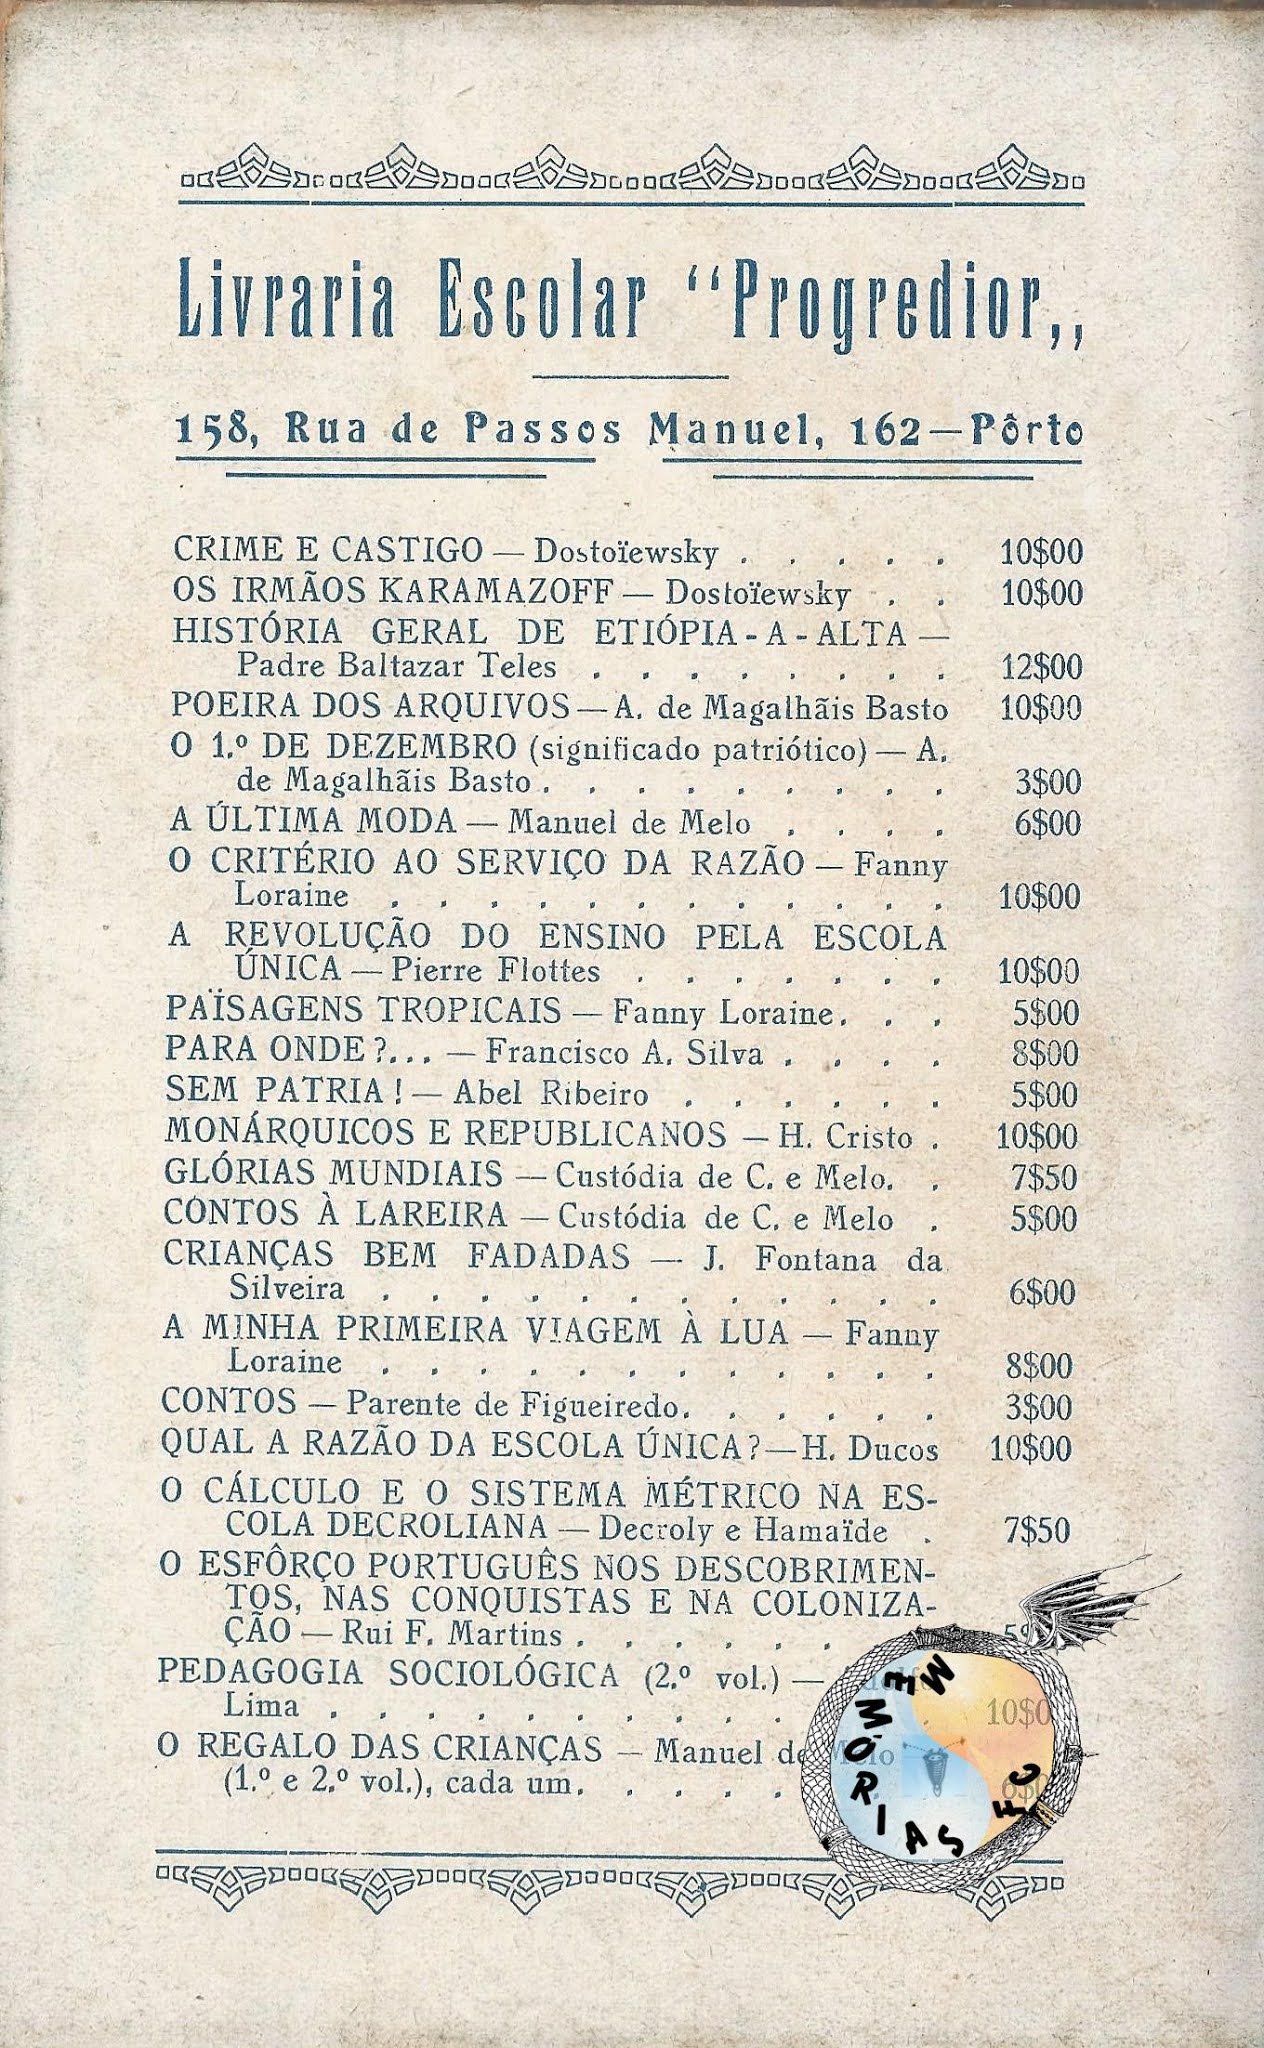 Livraria Escolar “Progredior,,
158, Rua de Passos Manuel, 162—Pôrto
CRIME E CASTIGO — Dostoïewsky . . . . . 10$00
OS IRMÃOS KARAMAZOFF — Dostoïewsky . . 10$00
HISTÓRIA GERAL DE ETIÓPIA-A-ALTA —
Padre Baltazar Teles . . . . . . . . 12$00
POEIRA DOS ARQUIVOS—A. de Magalhãis Basto 10$00
O 1.º DE DEZEMBRO (significado patriótico) — A.
de Magalhãis Basto . . . . . . . . . 3$00
A ÚLTIMA MODA — Manuel de Melo . . . . 6$00
O CRITÉRIO AO SERVIÇO DA RAZÃO — Fanny
Loraine . . . . . . . . . . . . 10$00
A REVOLUÇÃO DO ENSINO PELA ESCOLA
ÚNICA — Pierre Flottes . . . . . . . 10$00
PAÏSAGENS TROPICAIS — Fanny Loraine. . . 5$00
PARA ONDE?... — Francisco A. Silva . . . . 8$00
SEM PATRIA! — Abel Ribeiro . . . . . . 5$00
MONÁRQUICOS E REPUBLICANOS — H. Cristo . 10$00
GLÓRIAS MUNDIAIS — Custódia de C. e Melo. . 7$50
CONTOS À LAREIRA — Custódia de C. e Melo . 5$00
CRIANÇAS BEM FADADAS — J. Fontana da
Silveira . . . . . . . . . . . . 6$00
A MINHA PRIMEIRA VIAGEM À LUA — Fanny
Loraine . . . . . . . . . . . . 8$00
CONTOS — Parente de Figueiredo. . . . . . 3$00
QUAL A RAZÃO DA ESCOLA ÚNICA?—H. Ducos 10$00
O CÁLCULO E O SISTEMA MÉTRICO NA ES-
COLA DECROLIANA — Decroly e Hamaïde . 7$50
O ESFÔRÇO PORTUGUÊS NOS DESCOBRIMEN-
TOS, NAS CONQUISTAS E NA COLONIZA-
ÇÃO — Rui F. Martins . . . . . .
PEDAGOGIA SOCIOLÓGICA (2.º vol.) —
Lima . . . . . . . . . . 10$0
O REGALO DAS CRIANÇAS — Manuel de Melo
(1.º e 2.º vol.), cada um. . . . .
MEMÓRIAS